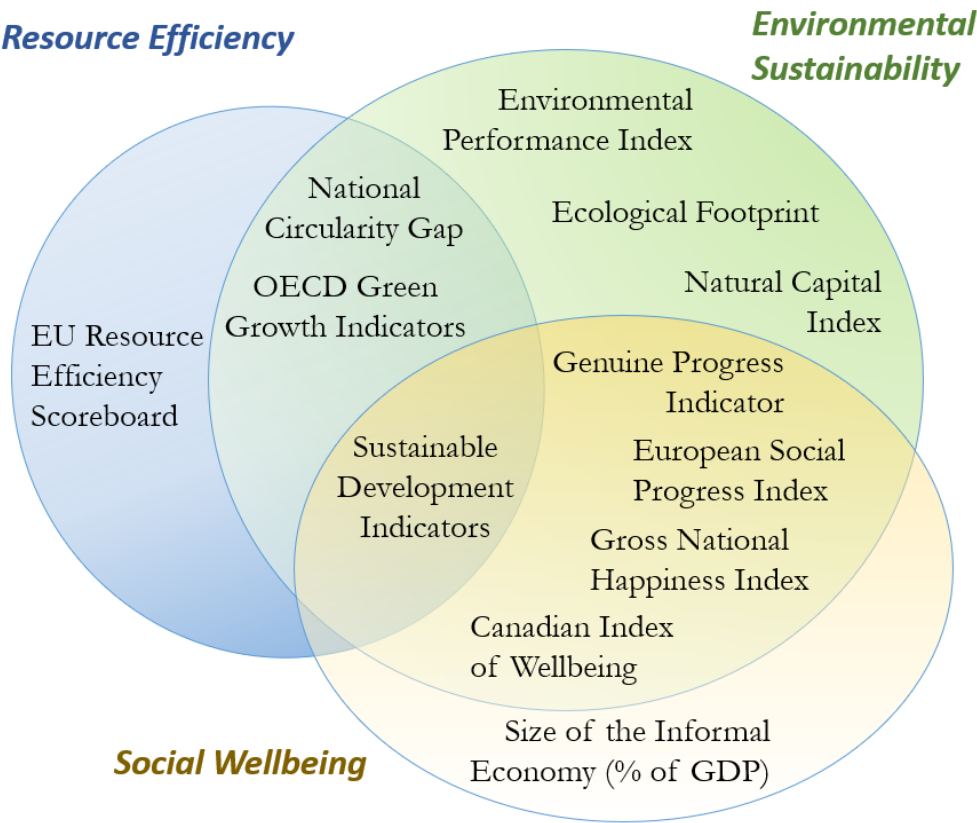 Resource Efficiency
Environmental
Sustainability
Environmental
Performance Index
National
Circularity Gap
Ecological Footprint
OECD Green
Growth Indicators
Natural Capital
Index
EU Resource
Efficiency
Scoreboard
Genuine Progress
Indicator
Sustainable
Development
Indicators
European Social
Progress Index
Gross National
Happiness Index
Canadian Index
of Wellbeing
Size of the Informal
Economy (% of GDP)
Social Wellbeing